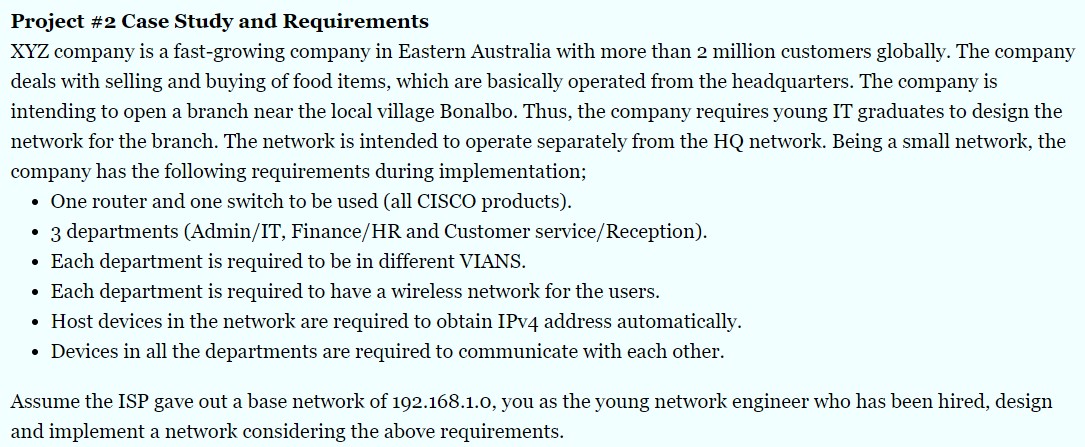 Project #2 Case Study and Requirements
XYZ company is a fast-growing company in Eastern Australia with more than 2 million customers globally. The company
deals with selling and buying of food items, which are basically operated from the headquarters. The company is
intending to open a branch near the local village Bonalbo. Thus, the company requires young IT graduates to design the
network for the branch. The network is intended to operate separately from the HQ network. Being a small network, the
company has the following requirements during implementation;
• One router and one switch to be used (all CISCO products).
• 3 departments (Admin/IT, Finance/HR and Customer service/Reception).
• Each department is required to be in different VIANS.
• Each department is required to have a wireless network for the users.
• Host devices in the network are required to obtain IPv4 address automatically.
• Devices in all the departments are required to communicate with each other.
Assume the ISP gave out a base network of 192.168.1.0, you as the young network engineer who has been hired, design
and implement a network considering the above requirements.